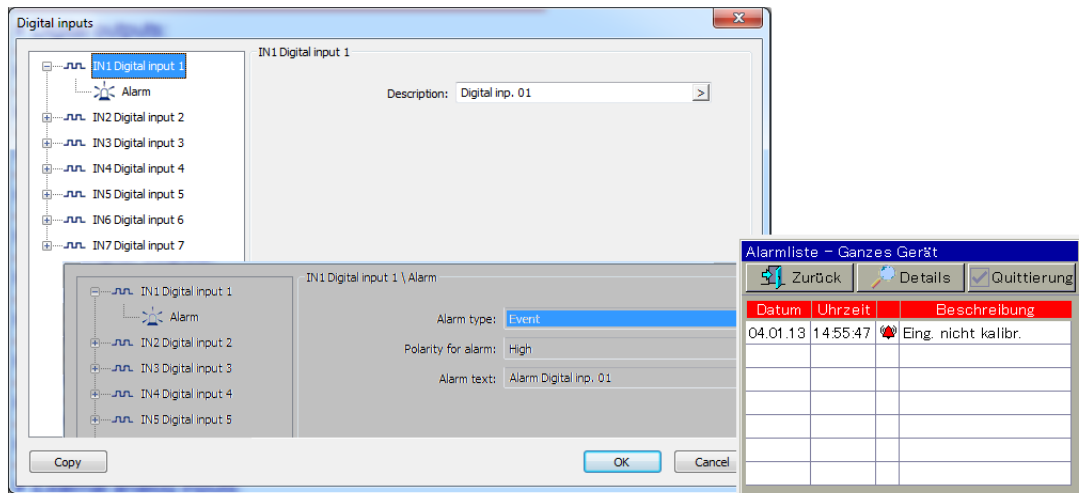 Digital inputs
IN1 Digital input 1
Alarm
IN2 Digital input 2
IN3 Digital input 3
IN4 Digital input 4
IN5 Digital input 5
IN6 Digital input 6
IN7 Digital input 7
IN1 Digital input 1
Description: Digital inp. 01 >
IN1 Digital input 1
Alarm
IN2 Digital input 2
IN3 Digital input 3
IN4 Digital input 4
IN5 Digital input 5
IN1 Digital input 1 \ Alarm
Alarm type: Event
Polarity for alarm: High
Alarm text: Alarm Digital inp. 01
Copy OK Cancel
Alarmliste - Ganzes Gerät
Zurück Details Quittierung
Datum Uhrzeit Beschreibung
04.01.13 14:55:47 Eing. nicht kalibr.